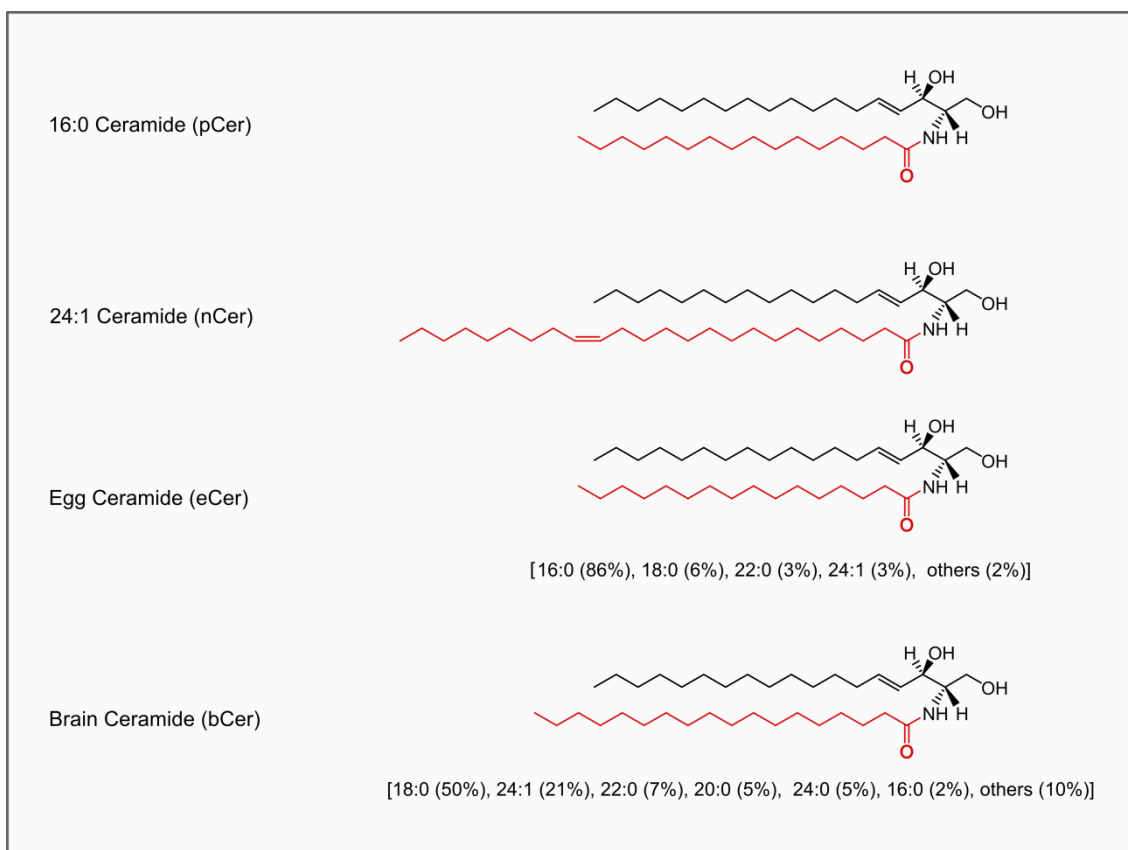 16:0 Ceramide (pCer)
H OH
OH
NH H
O
24:1 Ceramide (nCer)
H OH
OH
NH H
O
Egg Ceramide (eCer)
H OH
OH
NH H
O
[16:0 (86%), 18:0 (6%), 22:0 (3%), 24:1 (3%), others (2%)]
Brain Ceramide (bCer)
H OH
OH
NH H
O
[18:0 (50%), 24:1 (21%), 22:0 (7%), 20:0 (5%), 24:0 (5%), 16:0 (2%), others (10%)]